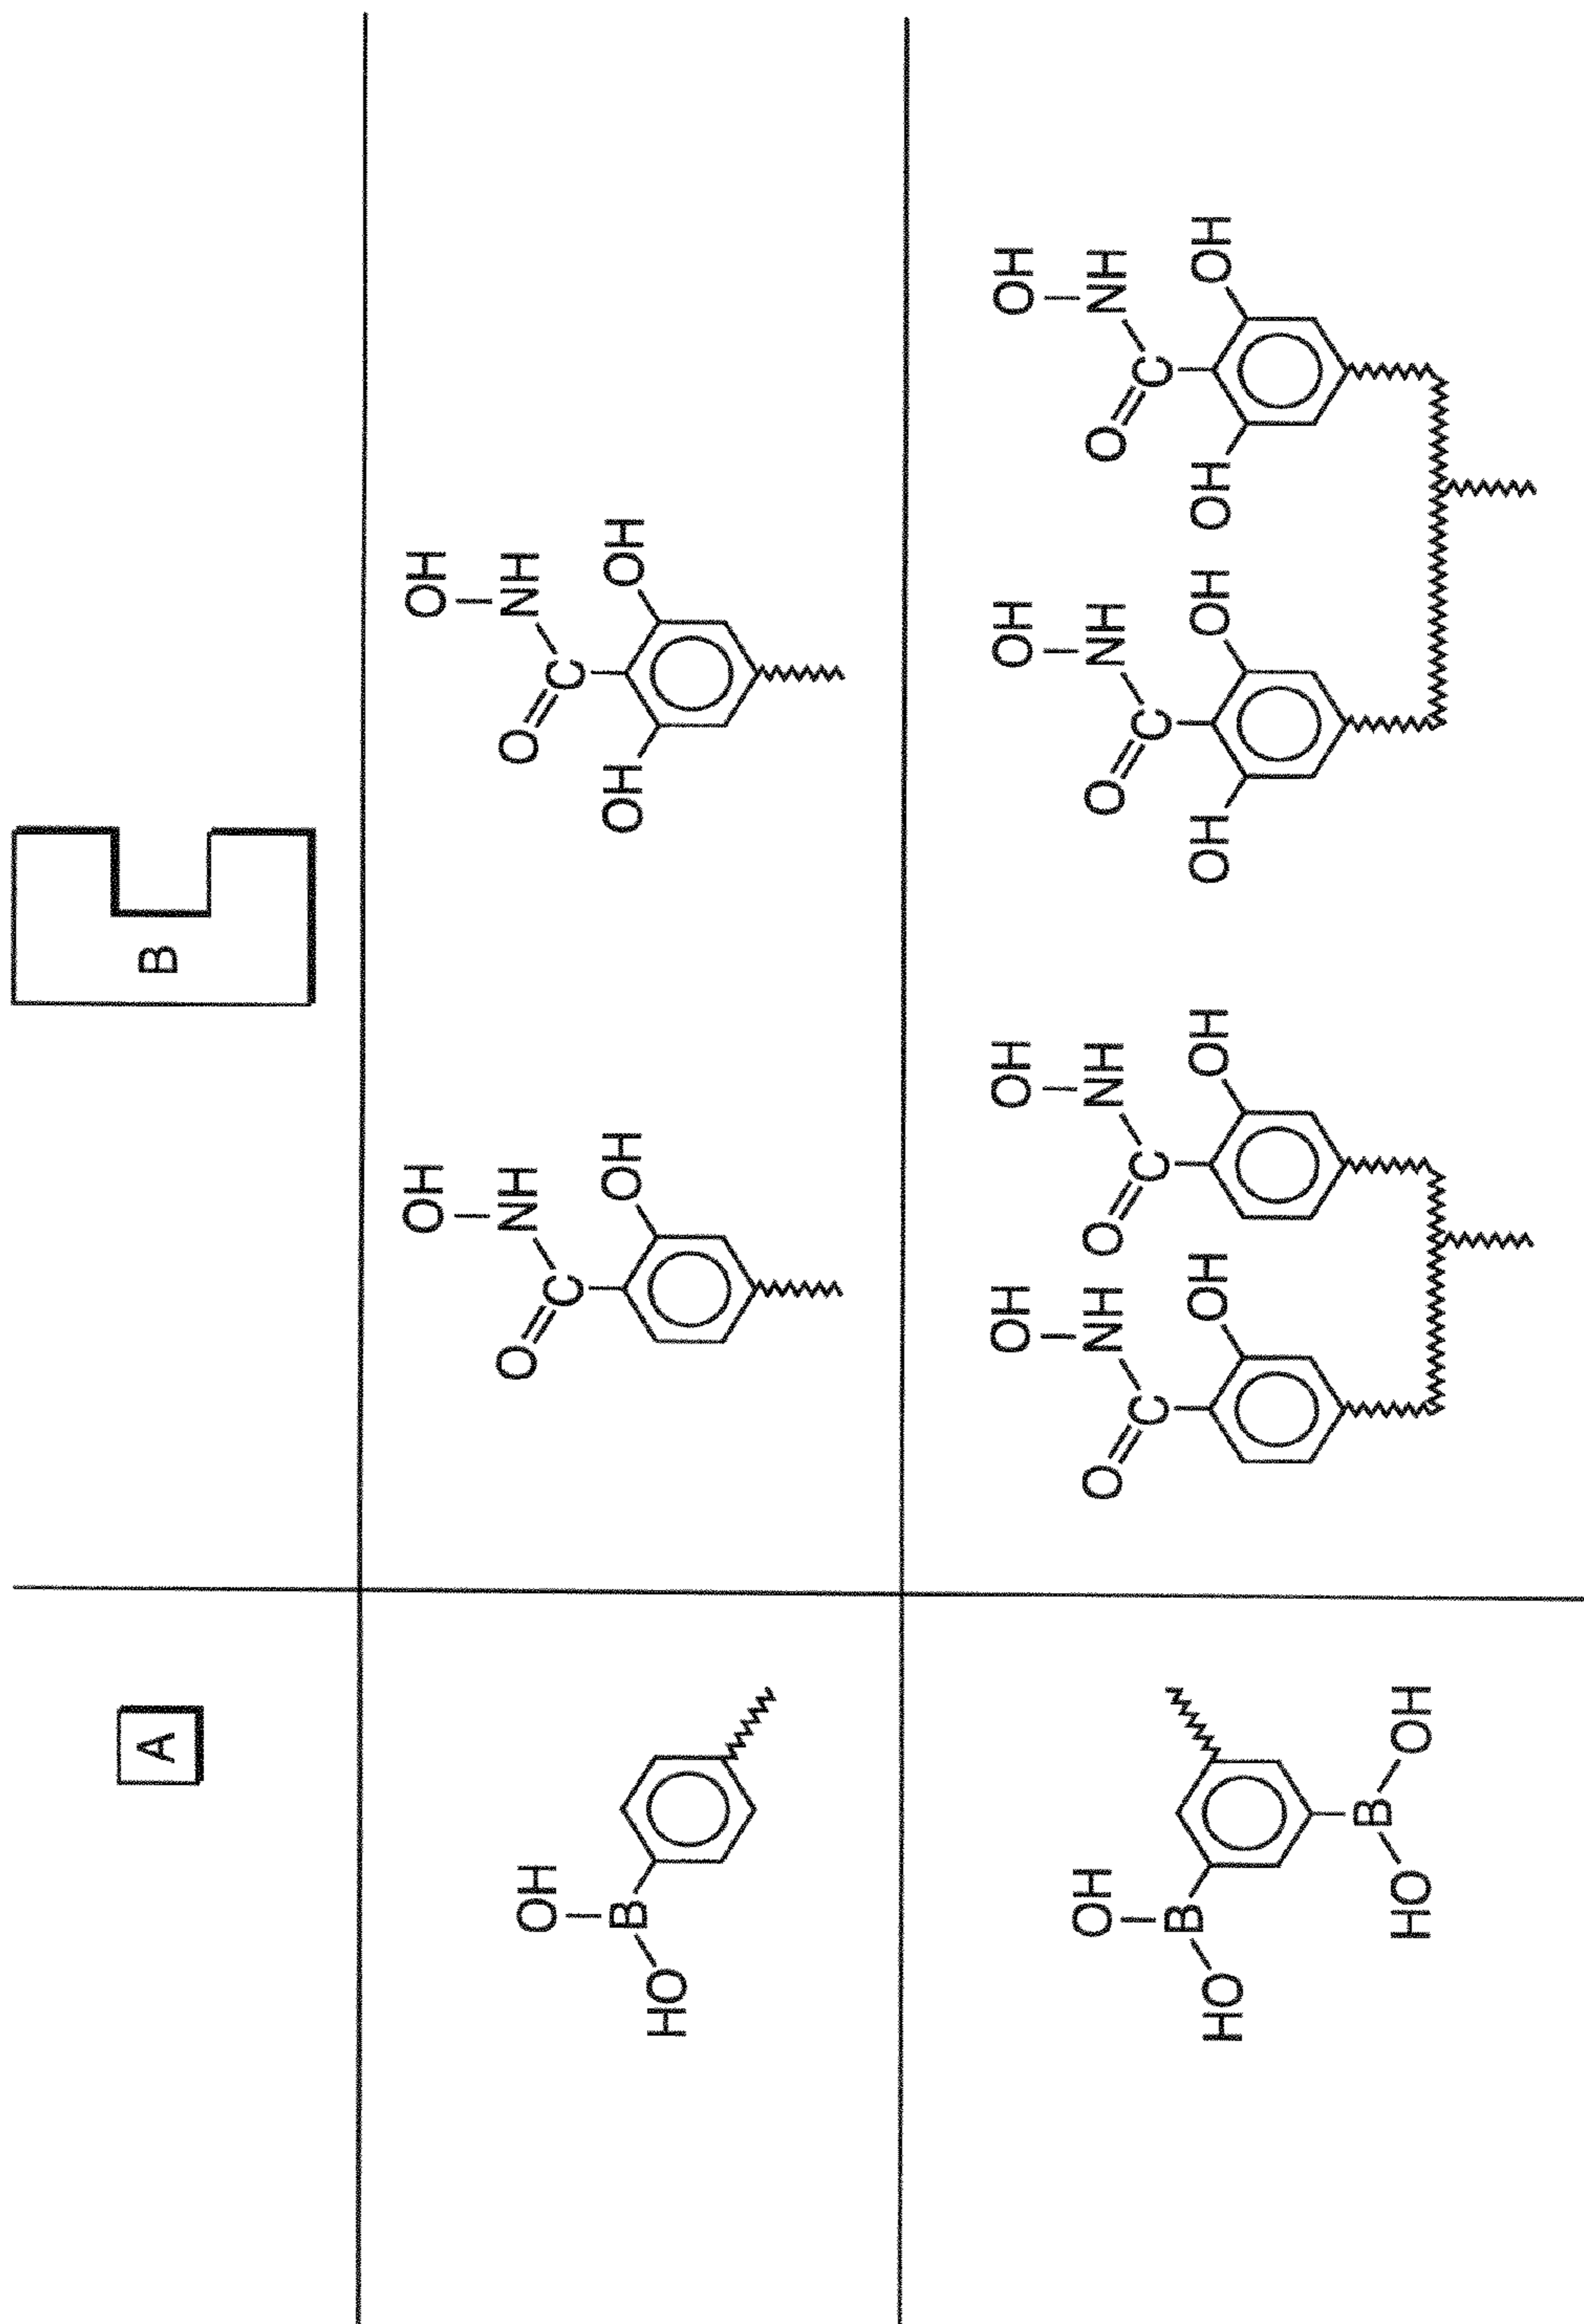 A B
OH OH
OH O NH O NH
C C
B OH OH OH
HO
OH OH OH OH
OH O NH O NH O NH O NH
C C C C
B OH OH OH OH OH OH
HO
B
HO OH